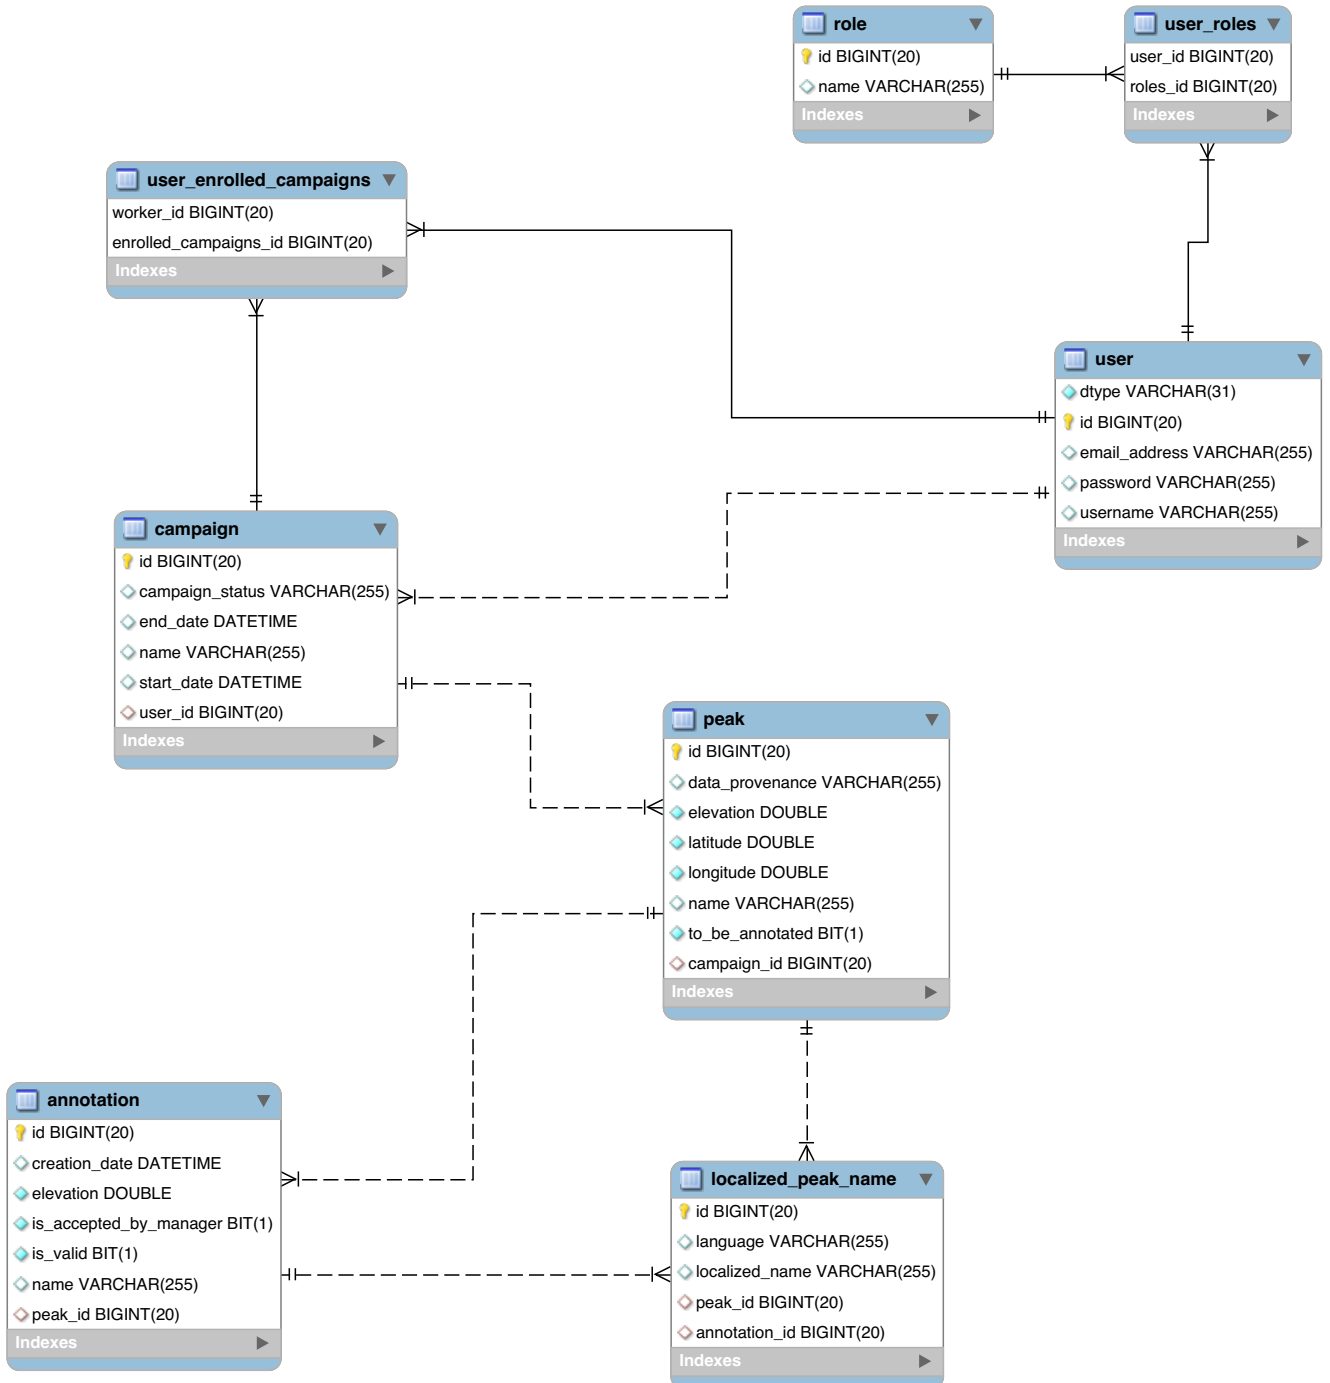 role
id BIGINT(20)
name VARCHAR(255)
Indexes
user_roles
user_id BIGINT(20)
roles_id BIGINT(20)
Indexes
user_enrolled_campaigns
worker_id BIGINT(20)
enrolled_campaigns_id BIGINT(20)
Indexes
user
dtype VARCHAR(31)
id BIGINT(20)
email_address VARCHAR(255)
password VARCHAR(255)
username VARCHAR(255)
Indexes
campaign
id BIGINT(20)
campaign_status VARCHAR(255)
end_date DATETIME
name VARCHAR(255)
start_date DATETIME
user_id BIGINT(20)
Indexes
peak
id BIGINT(20)
data_provenance VARCHAR(255)
elevation DOUBLE
latitude DOUBLE
longitude DOUBLE
name VARCHAR(255)
to_be_annotated BIT(1)
campaign_id BIGINT(20)
Indexes
annotation
id BIGINT(20)
creation_date DATETIME
elevation DOUBLE
is_accepted_by_manager BIT(1)
is_valid BIT(1)
name VARCHAR(255)
peak_id BIGINT(20)
Indexes
localized_peak_name
id BIGINT(20)
language VARCHAR(255)
localized_name VARCHAR(255)
peak_id BIGINT(20)
annotation_id BIGINT(20)
Indexes